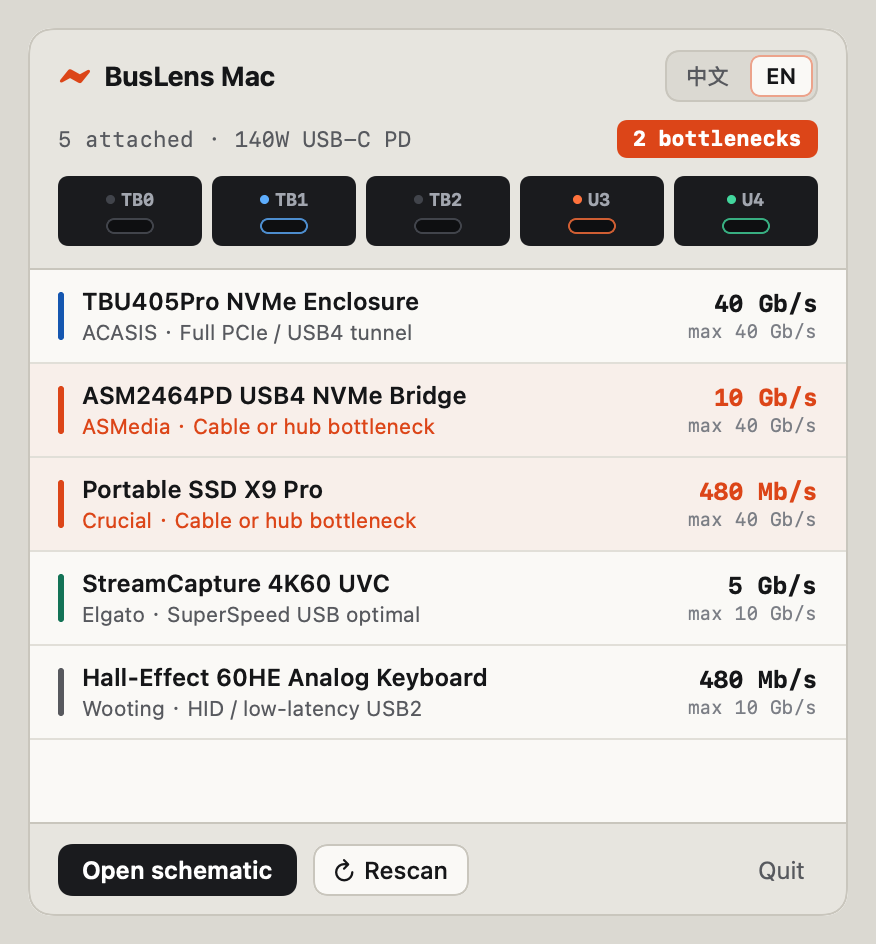 BusLens Mac
中文 EN
5 attached · 140W USB-C PD
2 bottlenecks
TB0 TB1 TB2 U3 U4
TBU405Pro NVMe Enclosure
40 Gb/s
ACASIS · Full PCIe / USB4 tunnel
max 40 Gb/s
ASM2464PD USB4 NVMe Bridge
10 Gb/s
ASMedia · Cable or hub bottleneck
max 40 Gb/s
Portable SSD X9 Pro
480 Mb/s
Crucial · Cable or hub bottleneck
max 40 Gb/s
StreamCapture 4K60 UVC
5 Gb/s
Elgato · SuperSpeed USB optimal
max 10 Gb/s
Hall-Effect 60HE Analog Keyboard
480 Mb/s
Wooting · HID / low-latency USB2
max 10 Gb/s
Open schematic
Rescan
Quit